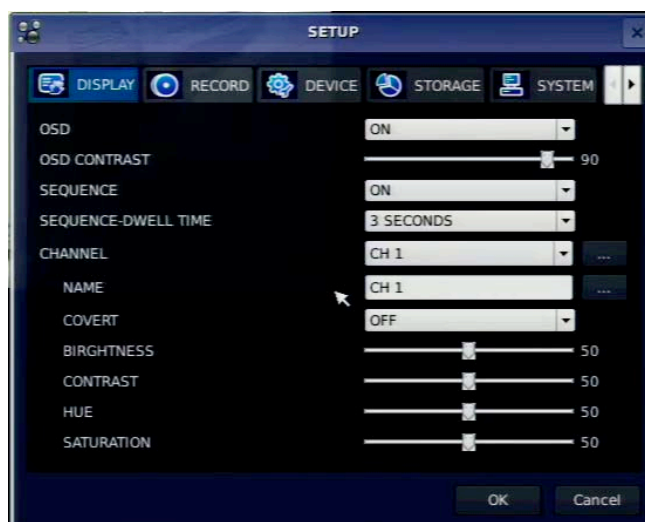 SETUP
DISPLAY RECORD DEVICE STORAGE SYSTEM
OSD ON
OSD CONTRAST 90
SEQUENCE ON
SEQUENCE-DWELL TIME 3 SECONDS
CHANNEL CH 1 ...
NAME CH 1 ...
COVERT OFF
BIRGHTNESS 50
CONTRAST 50
HUE 50
SATURATION 50
OK Cancel